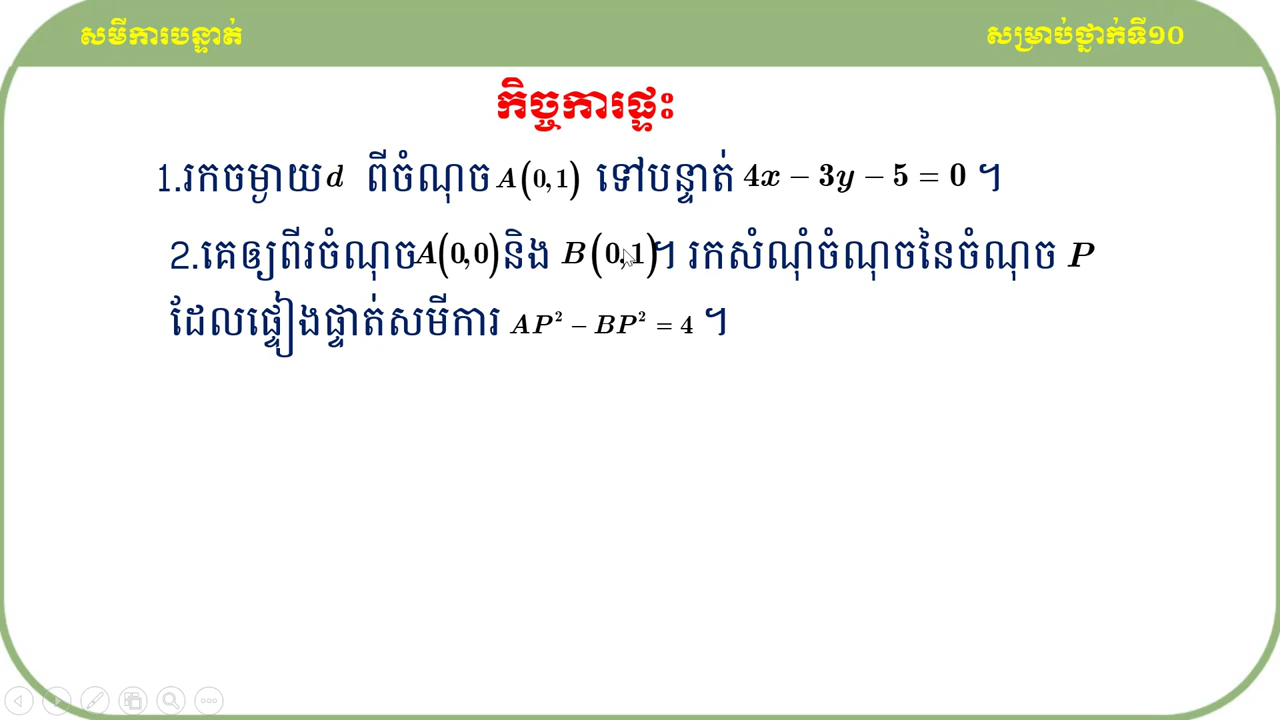 សមីការបន្ទាត់
សម្រាប់ថ្នាក់ទី១០
កិច្ចការផ្ទះ
1.រកចម្ងាយ d ពីចំណុច A(0,1) ទៅបន្ទាត់ 4x − 3y − 5 = 0 ។
2.គេឲ្យពីរចំណុច A(0,0) និង B(0,1)។ រកសំណុំចំណុចនៃចំណុច P
ដែលផ្ទៀងផ្ទាត់សមីការ AP² − BP² = 4 ។